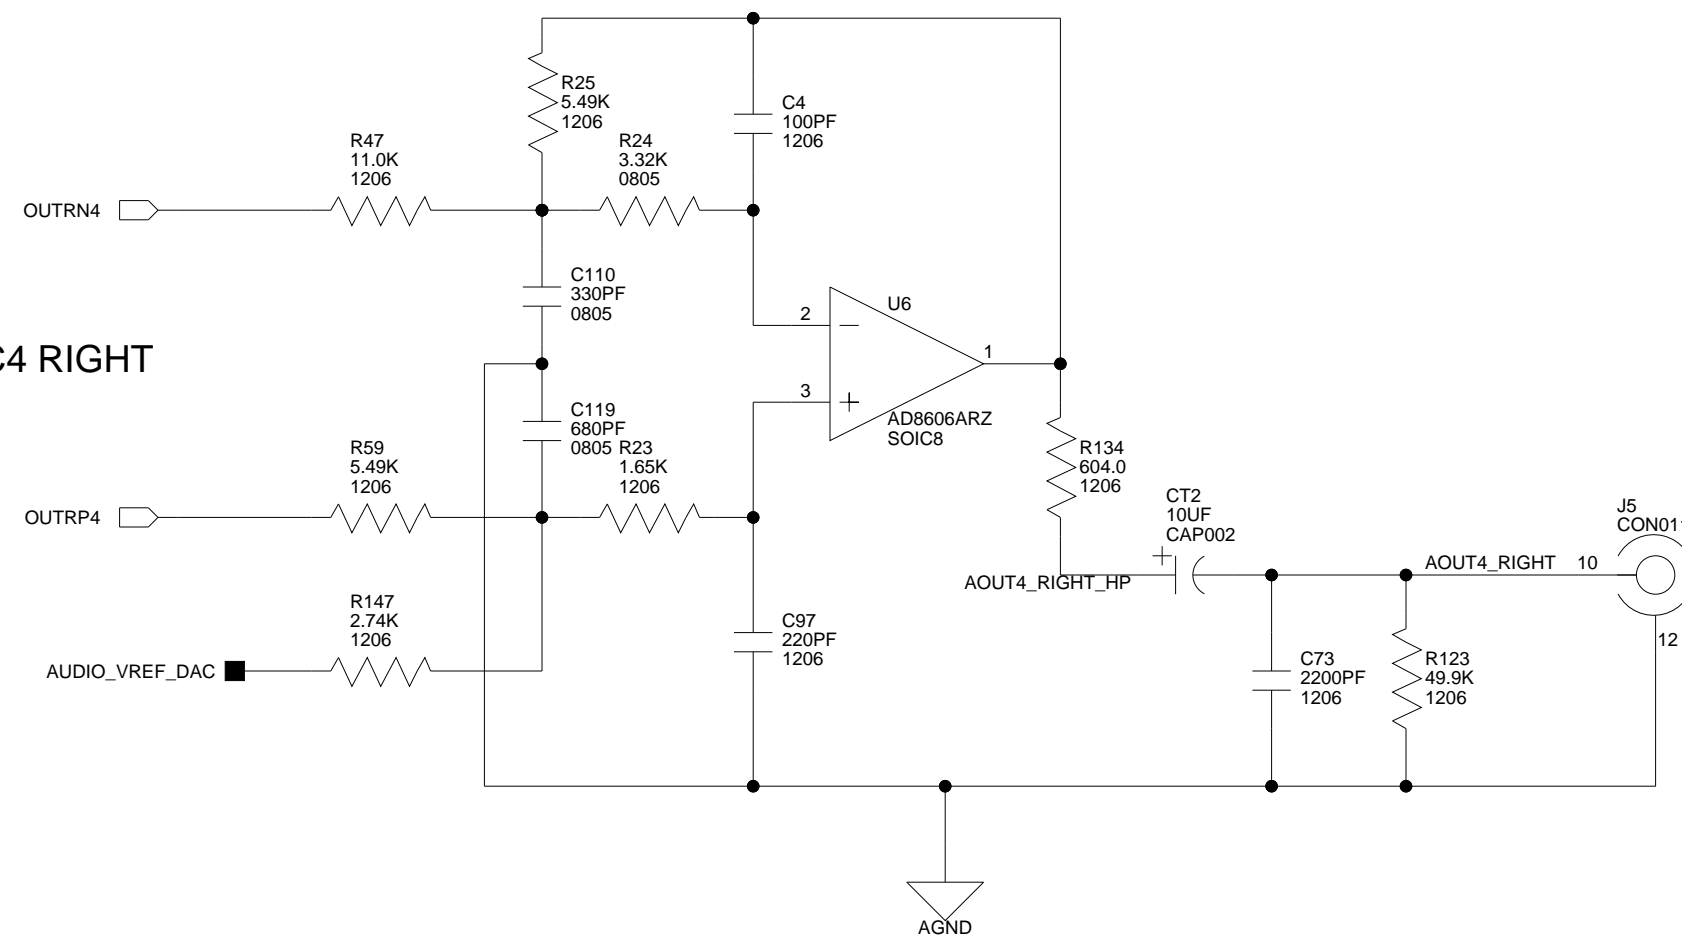 R25
5.49K
1206
C4
100PF
1206
R47
11.0K
1206
R24
3.32K
0805
OUTRN4
C110
330PF
0805
U6
2
1
C4 RIGHT
3
AD8606ARZ
SOIC8
C119
680PF
0805
R23
1.65K
1206
R59
5.49K
1206
OUTRP4
R134
604.0
1206
CT2
10UF
CAP002
J5
CON011
AOUT4_RIGHT_HP
AOUT4_RIGHT
10
R147
2.74K
1206
AUDIO_VREF_DAC
C97
220PF
1206
C73
2200PF
1206
R123
49.9K
1206
12
AGND